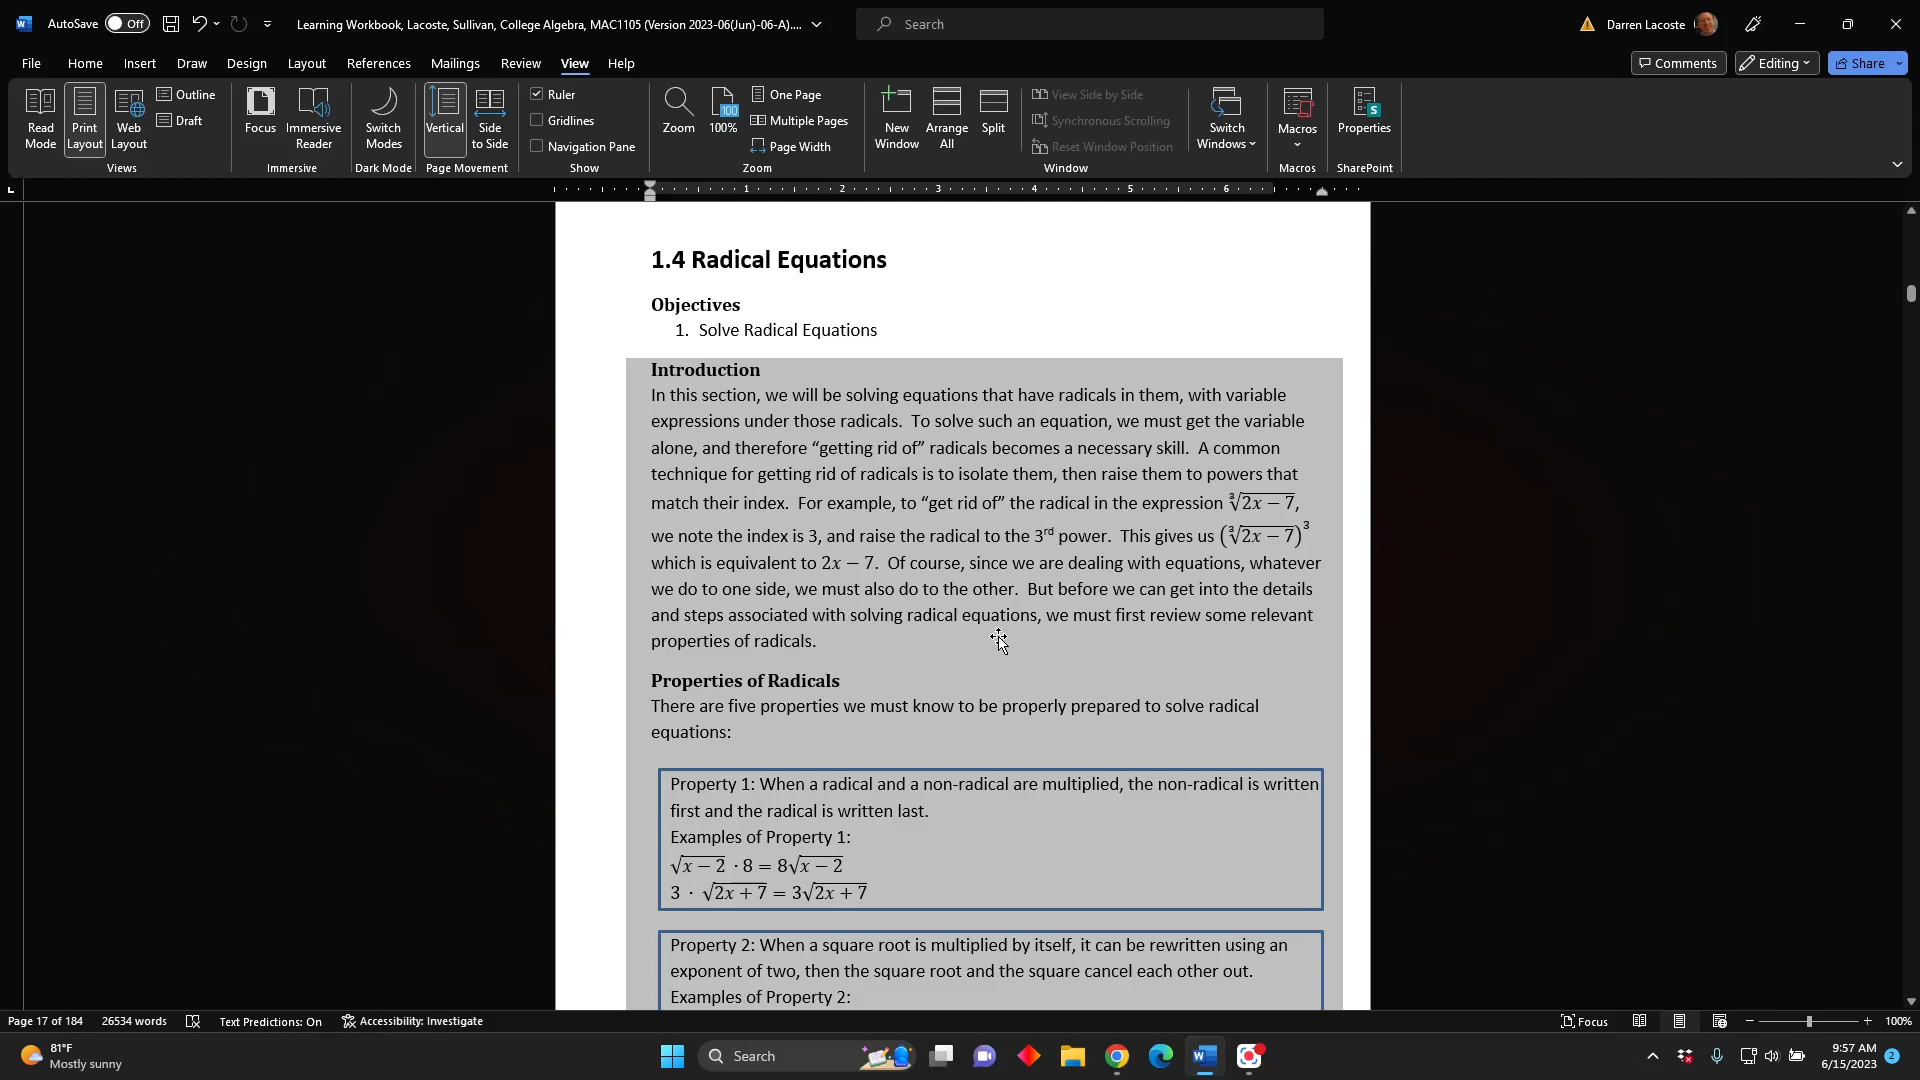 AutoSave Off Learning Workbook, Lacoste, Sullivan, College Algebra, MAC1105 (Version 2023-06(Jun)-06-A).... Search Darren Lacoste
File Home Insert Draw Design Layout References Mailings Review View Help Comments Editing Share
Read Mode
Print Layout
Web Layout
Outline
Draft
Views
Focus
Immersive Reader
Immersive
Switch Modes
Dark Mode
Vertical
Side to Side
Page Movement
Ruler
Gridlines
Navigation Pane
Show
Zoom
100
100%
One Page
Multiple Pages
Page Width
Zoom
New Window
Arrange All
Split
View Side by Side
Synchronous Scrolling
Reset Window Position
Switch Windows
Window
Macros
Macros
Properties
SharePoint
1 2 3 4 5 6
1.4 Radical Equations
Objectives
1. Solve Radical Equations
Introduction
In this section, we will be solving equations that have radicals in them, with variable
expressions under those radicals. To solve such an equation, we must get the variable
alone, and therefore “getting rid of” radicals becomes a necessary skill. A common
technique for getting rid of radicals is to isolate them, then raise them to powers that
match their index. For example, to “get rid of” the radical in the expression ∛(2x − 7),
we note the index is 3, and raise the radical to the 3rd power. This gives us (∛(2x − 7))³
which is equivalent to 2x − 7. Of course, since we are dealing with equations, whatever
we do to one side, we must also do to the other. But before we can get into the details
and steps associated with solving radical equations, we must first review some relevant
properties of radicals.
Properties of Radicals
There are five properties we must know to be properly prepared to solve radical
equations:
Property 1: When a radical and a non-radical are multiplied, the non-radical is written
first and the radical is written last.
Examples of Property 1:
√(x − 2) · 8 = 8√(x − 2)
3 · √(2x + 7) = 3√(2x + 7)
Property 2: When a square root is multiplied by itself, it can be rewritten using an
exponent of two, then the square root and the square cancel each other out.
Examples of Property 2:
Page 17 of 184 26534 words Text Predictions: On Accessibility: Investigate Focus 100%
81°F
Mostly sunny
Search
9:57 AM
6/15/2023
2